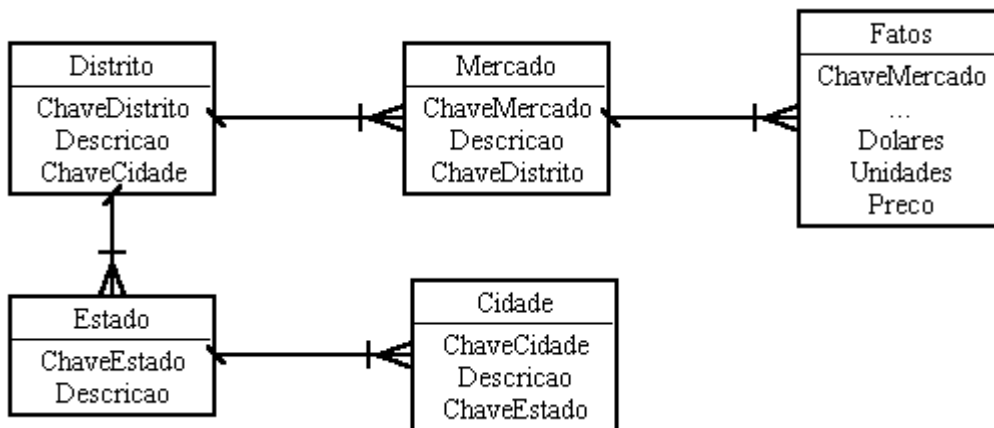 Distrito
ChaveDistrito
Descricao
ChaveCidade
Mercado
ChaveMercado
Descricao
ChaveDistrito
Fatos
ChaveMercado
...
Dolares
Unidades
Preco
Estado
ChaveEstado
Descricao
Cidade
ChaveCidade
Descricao
ChaveEstado